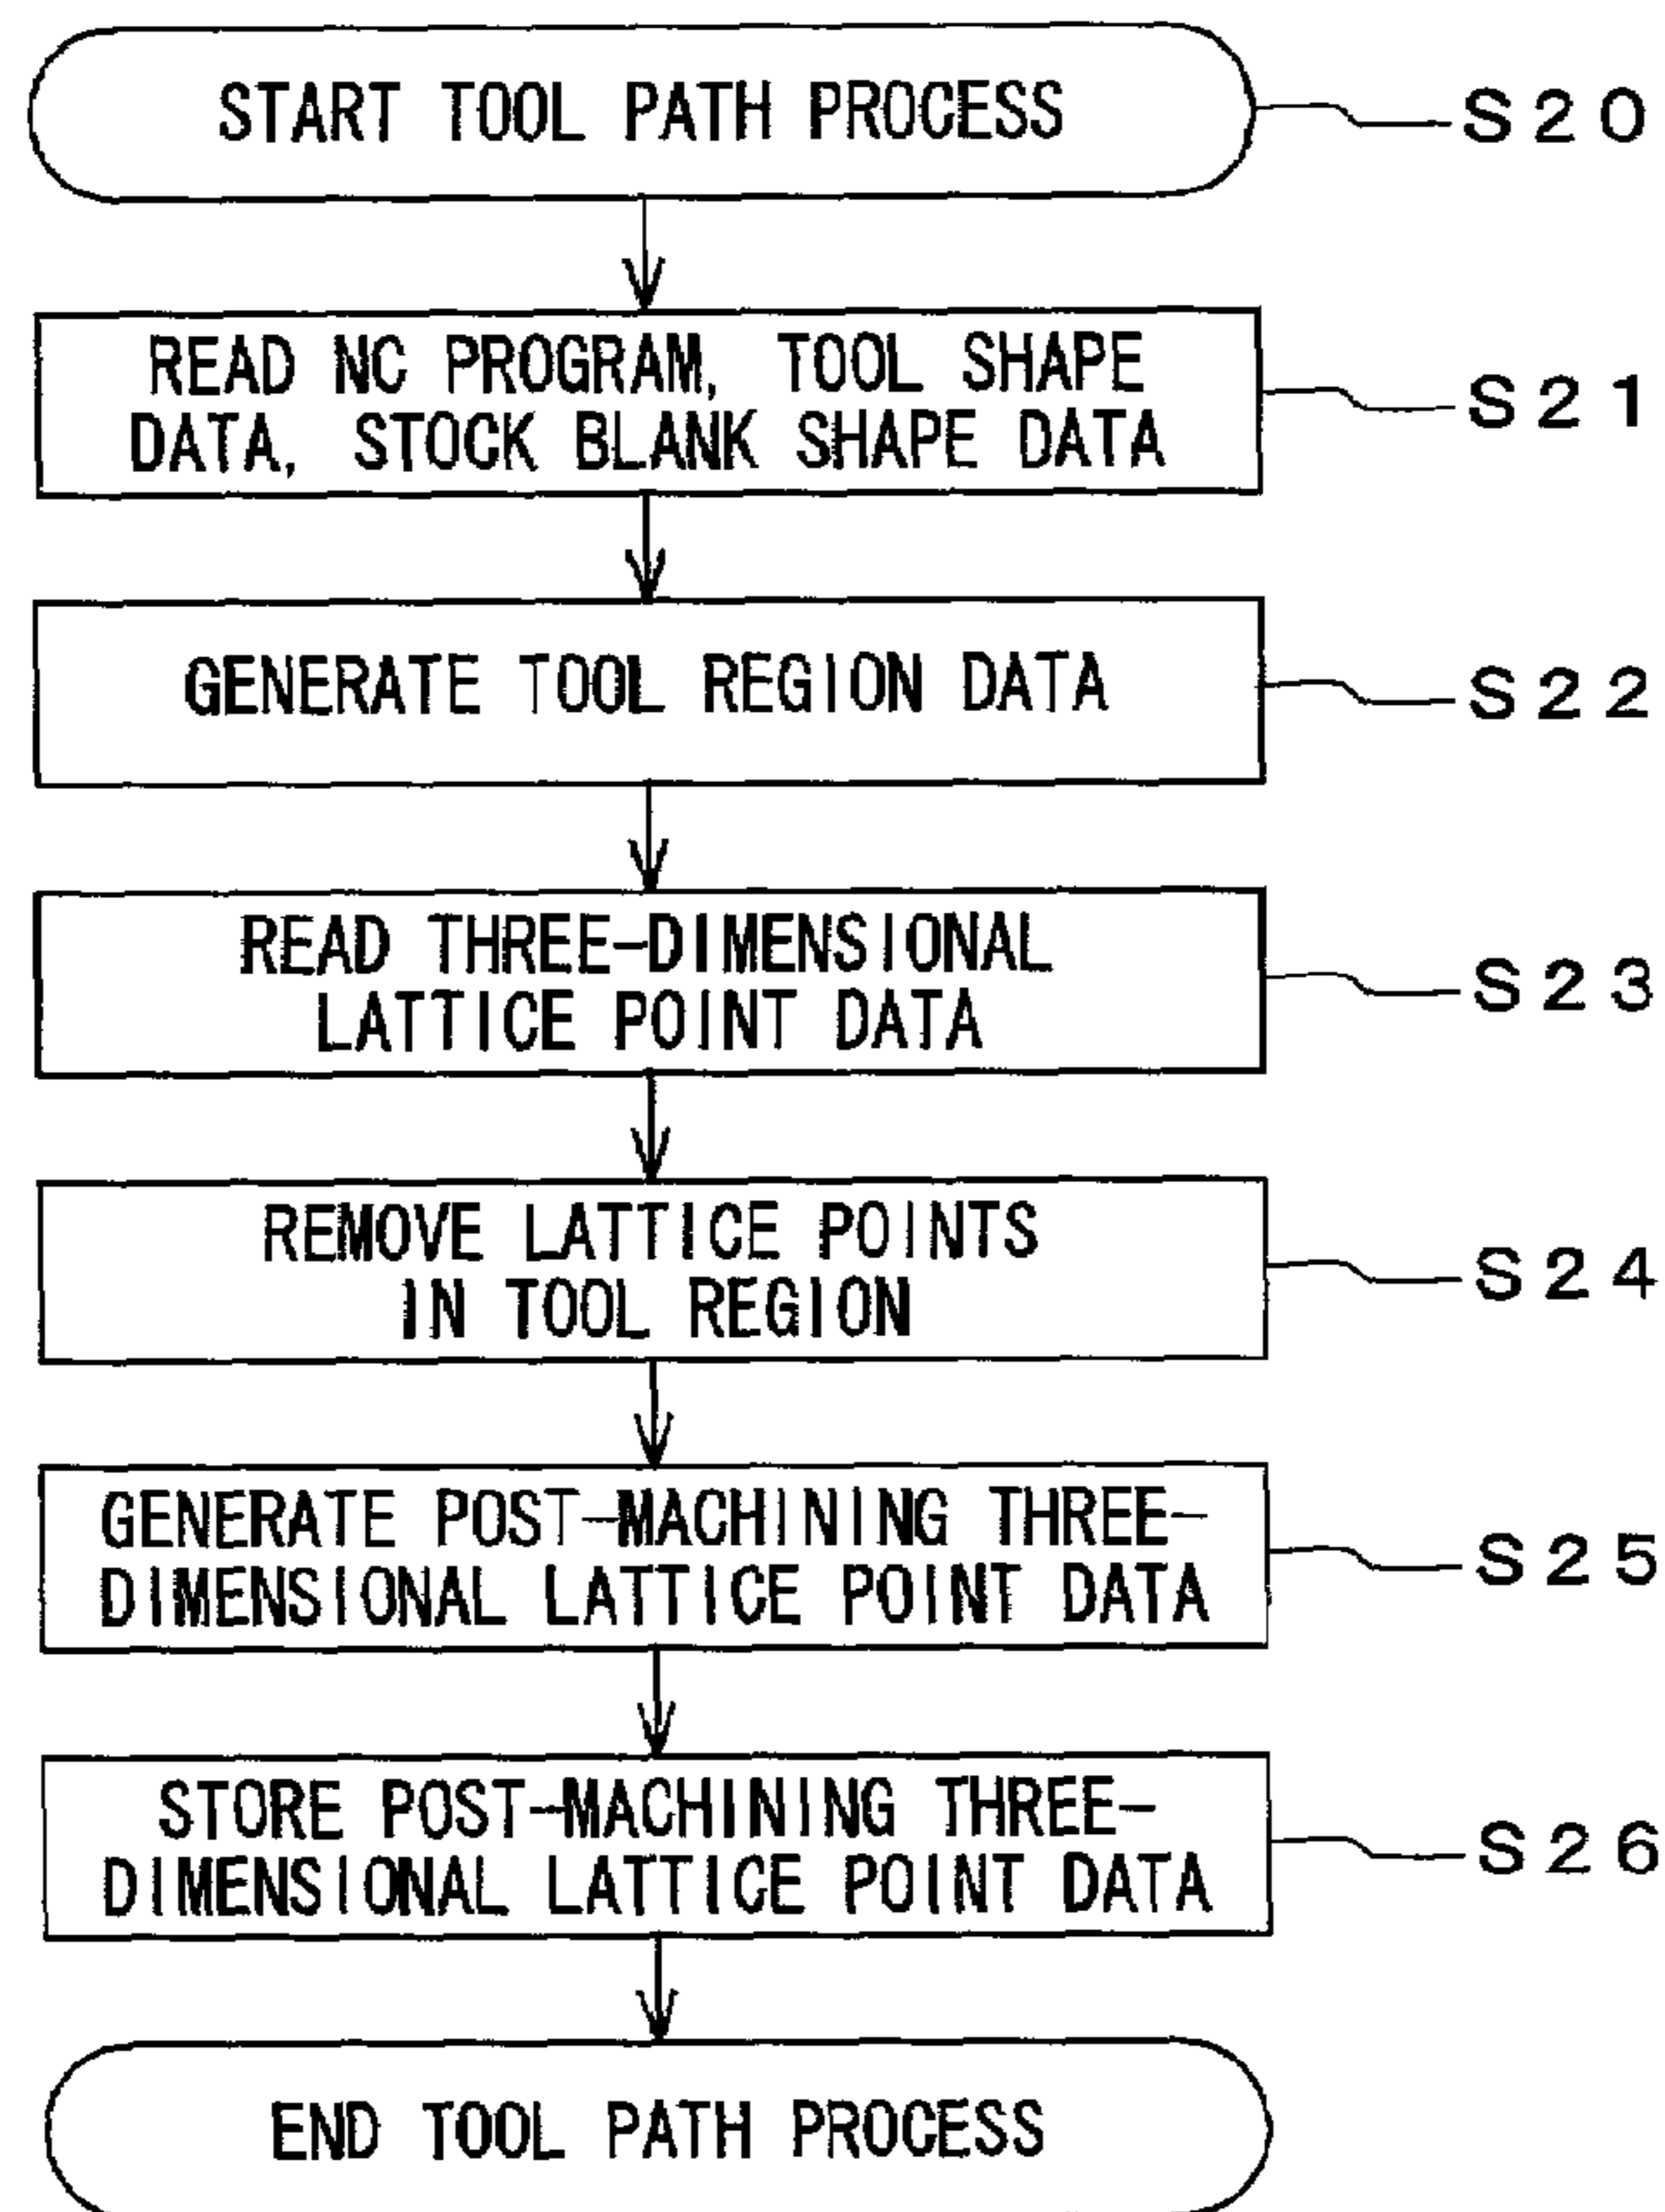 START TOOL PATH PROCESS
S20
READ NC PROGRAM, TOOL SHAPE
DATA, STOCK BLANK SHAPE DATA
S21
GENERATE TOOL REGION DATA
S22
READ THREE-DIMENSIONAL
LATTICE POINT DATA
S23
REMOVE LATTICE POINTS
IN TOOL REGION
S24
GENERATE POST-MACHINING THREE-
DIMENSIONAL LATTICE POINT DATA
S25
STORE POST-MACHINING THREE-
DIMENSIONAL LATTICE POINT DATA
S26
END TOOL PATH PROCESS